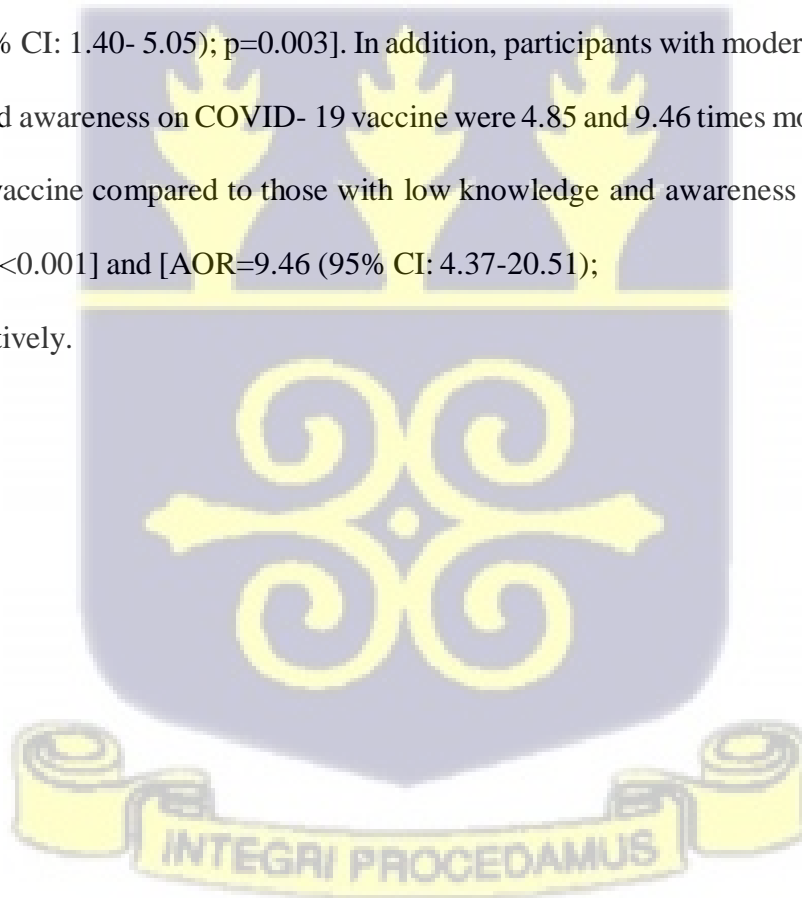 CI: 1.40- 5.05); p=0.003]. In addition, participants with moder
awareness on COVID- 19 vaccine were 4.85 and 9.46 times mo
vaccine compared to those with low knowledge and awareness
<0.001] and [AOR=9.46 (95% CI: 4.37-20.51);
tively.
INTEGRI PROCEDAMUS